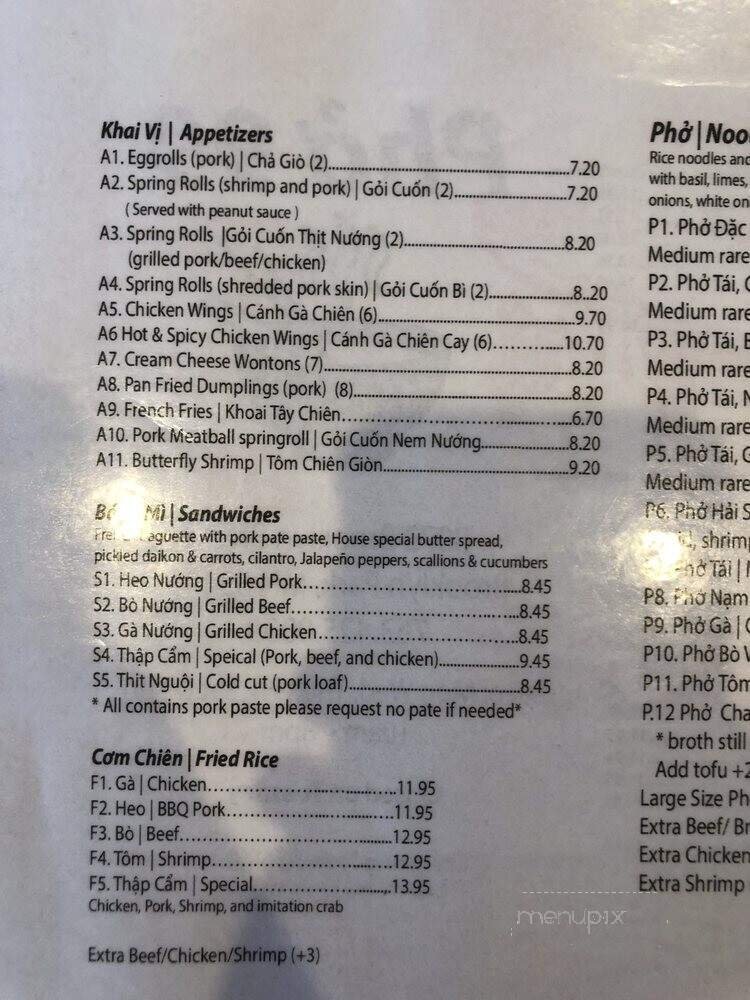 Khai Vị | Appetizers
A1. Eggrolls (pork) | Chả Giò (2)..........7.20
A2. Spring Rolls (shrimp and pork) | Gỏi Cuốn (2)..........7.20
( Served with peanut sauce )
A3. Spring Rolls |Gỏi Cuốn Thịt Nướng (2)..........8.20
(grilled pork/beef/chicken)
A4. Spring Rolls (shredded pork skin) | Gỏi Cuốn Bì (2)..........8..20
A5. Chicken Wings | Cánh Gà Chiên (6)..........9.70
A6 Hot & Spicy Chicken Wings | Cánh Gà Chiên Cay (6)..........10.70
A7. Cream Cheese Wontons (7)..........8.20
A8. Pan Fried Dumplings (pork) (8)..........8.20
A9. French Fries | Khoai Tây Chiên..........6.70
A10. Pork Meatball springroll | Gỏi Cuốn Nem Nướng..........8.20
A11. Butterfly Shrimp | Tôm Chiên Giòn..........9.20
Mì | Sandwiches
with pork pate paste, House special butter spread,
pickled daikon & carrots, cilantro, Jalapeño peppers, scallions & cucumbers
S1. Heo Nướng | Grilled Pork..........8.45
S2. Bò Nướng | Grilled Beef..........8.45
S3. Gà Nướng | Grilled Chicken..........8.45
S4. Thập Cẩm | Speical (Pork, beef, and chicken)..........9.45
S5. Thit Nguội | Cold cut (pork loaf)..........8.45
* All contains pork paste please request no pate if needed*
Cơm Chiên | Fried Rice
F1. Gà | Chicken..........11.95
F2. Heo | BBQ Pork..........11.95
F3. Bò | Beef..........12.95
F4. Tôm | Shrimp..........12.95
F5. Thập Cẩm | Special..........13.95
Chicken, Pork, Shrimp, and imitation crab
Extra Beef/Chicken/Shrimp (+3)
Phở | Noo
Rice noodles and
with basil, limes,
onions, white on
P1. Phở Đặc
Medium rare
P2. Phở Tái,
Medium rare
P3. Phở Tái,
Medium rare
P4. Phở Tái,
Medium rare
P5. Phở Tái,
Medium rare
P6. Phở Hải S
shrimp
Phở Tái |
P8. Phở Nạm
P9. Phở Gà |
P10. Phở Bò V
P11. Phở Tôm
P.12 Phở Cha
* broth still
Add tofu +2
Large Size Ph
Extra Beef/ Br
Extra Chicken
Extra Shrimp
menupix